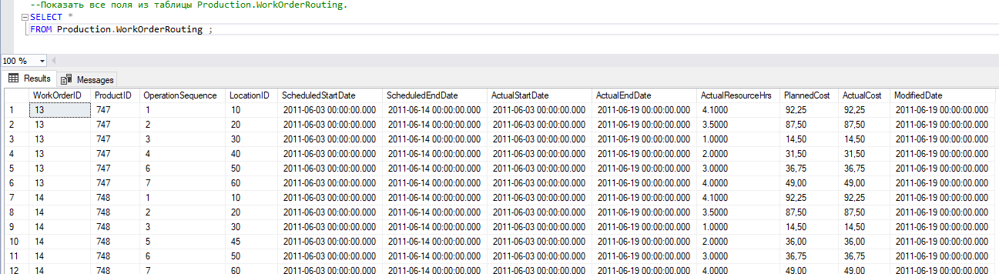 --Показать все поля из таблицы Production.WorkOrderRouting.
SELECT *
FROM Production.WorkOrderRouting ;
100 %
Results Messages
WorkOrderID ProductID OperationSequence LocationID ScheduledStartDate ScheduledEndDate ActualStartDate ActualEndDate ActualResourceHrs PlannedCost ActualCost ModifiedDate
1 13 747 1 10 2011-06-03 00:00:00.000 2011-06-14 00:00:00.000 2011-06-03 00:00:00.000 2011-06-19 00:00:00.000 4.1000 92,25 92,25 2011-06-19 00:00:00.000
2 13 747 2 20 2011-06-03 00:00:00.000 2011-06-14 00:00:00.000 2011-06-03 00:00:00.000 2011-06-19 00:00:00.000 3.5000 87,50 87,50 2011-06-19 00:00:00.000
3 13 747 3 30 2011-06-03 00:00:00.000 2011-06-14 00:00:00.000 2011-06-03 00:00:00.000 2011-06-19 00:00:00.000 1.0000 14,50 14,50 2011-06-19 00:00:00.000
4 13 747 4 40 2011-06-03 00:00:00.000 2011-06-14 00:00:00.000 2011-06-03 00:00:00.000 2011-06-19 00:00:00.000 2.0000 31,50 31,50 2011-06-19 00:00:00.000
5 13 747 6 50 2011-06-03 00:00:00.000 2011-06-14 00:00:00.000 2011-06-03 00:00:00.000 2011-06-19 00:00:00.000 3.0000 36,75 36,75 2011-06-19 00:00:00.000
6 13 747 7 60 2011-06-03 00:00:00.000 2011-06-14 00:00:00.000 2011-06-03 00:00:00.000 2011-06-19 00:00:00.000 4.0000 49,00 49,00 2011-06-19 00:00:00.000
7 14 748 1 10 2011-06-03 00:00:00.000 2011-06-14 00:00:00.000 2011-06-03 00:00:00.000 2011-06-19 00:00:00.000 4.1000 92,25 92,25 2011-06-19 00:00:00.000
8 14 748 2 20 2011-06-03 00:00:00.000 2011-06-14 00:00:00.000 2011-06-03 00:00:00.000 2011-06-19 00:00:00.000 3.5000 87,50 87,50 2011-06-19 00:00:00.000
9 14 748 3 30 2011-06-03 00:00:00.000 2011-06-14 00:00:00.000 2011-06-03 00:00:00.000 2011-06-19 00:00:00.000 1.0000 14,50 14,50 2011-06-19 00:00:00.000
10 14 748 5 45 2011-06-03 00:00:00.000 2011-06-14 00:00:00.000 2011-06-03 00:00:00.000 2011-06-19 00:00:00.000 2.0000 36,00 36,00 2011-06-19 00:00:00.000
11 14 748 6 50 2011-06-03 00:00:00.000 2011-06-14 00:00:00.000 2011-06-03 00:00:00.000 2011-06-19 00:00:00.000 3.0000 36,75 36,75 2011-06-19 00:00:00.000
12 14 748 7 60 2011-06-03 00:00:00.000 2011-06-14 00:00:00.000 2011-06-03 00:00:00.000 2011-06-19 00:00:00.000 4.0000 49,00 49,00 2011-06-19 00:00:00.000